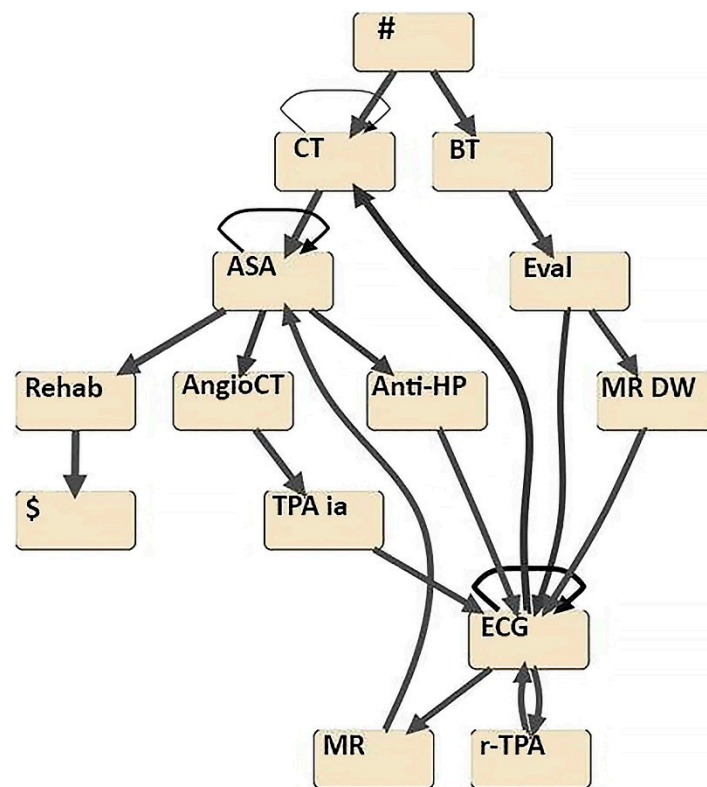 #
CT
BT
ASA
Eval
Rehab
AngioCT
Anti-HP
MR DW
$
TPA ia
ECG
MR
r-TPA